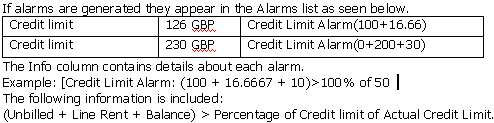 If alarms are generated they appear in the Alarms list as seen below.
Credit limit 126 GBP Credit Limit Alarm(100+16.66)
Credit limit 230 GBP Credit Limit Alarm(0+200+30)
The Info column contains details about each alarm.
Example: [Credit Limit Alarm: (100 + 16.6667 + 10)>100% of 50
The following information is included:
(Unbilled + Line Rent + Balance) > Percentage of Credit limit of Actual Credit Limit.